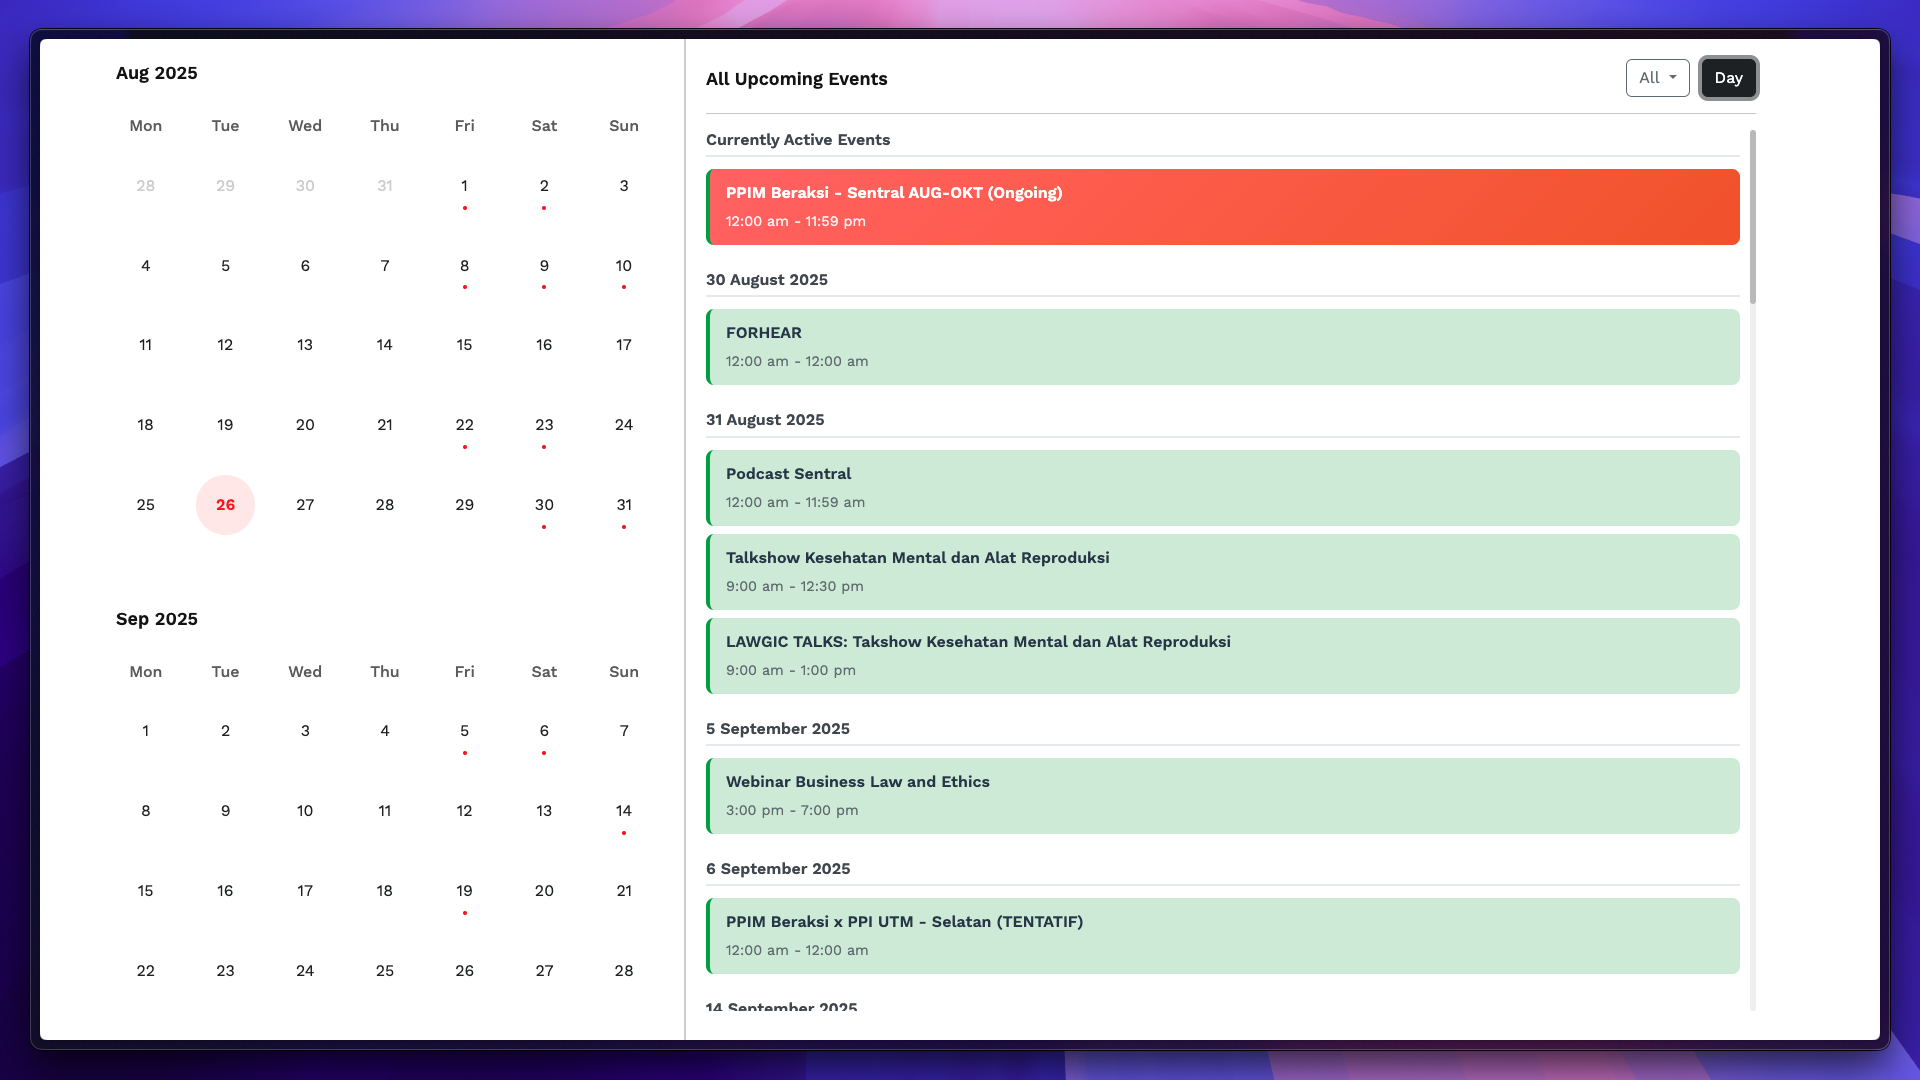 Aug 2025
Mon Tue Wed Thu Fri Sat Sun
28 29 30 31 1 2 3
4 5 6 7 8 9 10
11 12 13 14 15 16 17
18 19 20 21 22 23 24
25 26 27 28 29 30 31
Sep 2025
Mon Tue Wed Thu Fri Sat Sun
1 2 3 4 5 6 7
8 9 10 11 12 13 14
15 16 17 18 19 20 21
22 23 24 25 26 27 28
All Upcoming Events
All Day
Currently Active Events
PPIM Beraksi - Sentral AUG-OKT (Ongoing)
12:00 am - 11:59 pm
30 August 2025
FORHEAR
12:00 am - 12:00 am
31 August 2025
Podcast Sentral
12:00 am - 11:59 am
Talkshow Kesehatan Mental dan Alat Reproduksi
9:00 am - 12:30 pm
LAWGIC TALKS: Takshow Kesehatan Mental dan Alat Reproduksi
9:00 am - 1:00 pm
5 September 2025
Webinar Business Law and Ethics
3:00 pm - 7:00 pm
6 September 2025
PPIM Beraksi x PPI UTM - Selatan (TENTATIF)
12:00 am - 12:00 am
14 September 2025